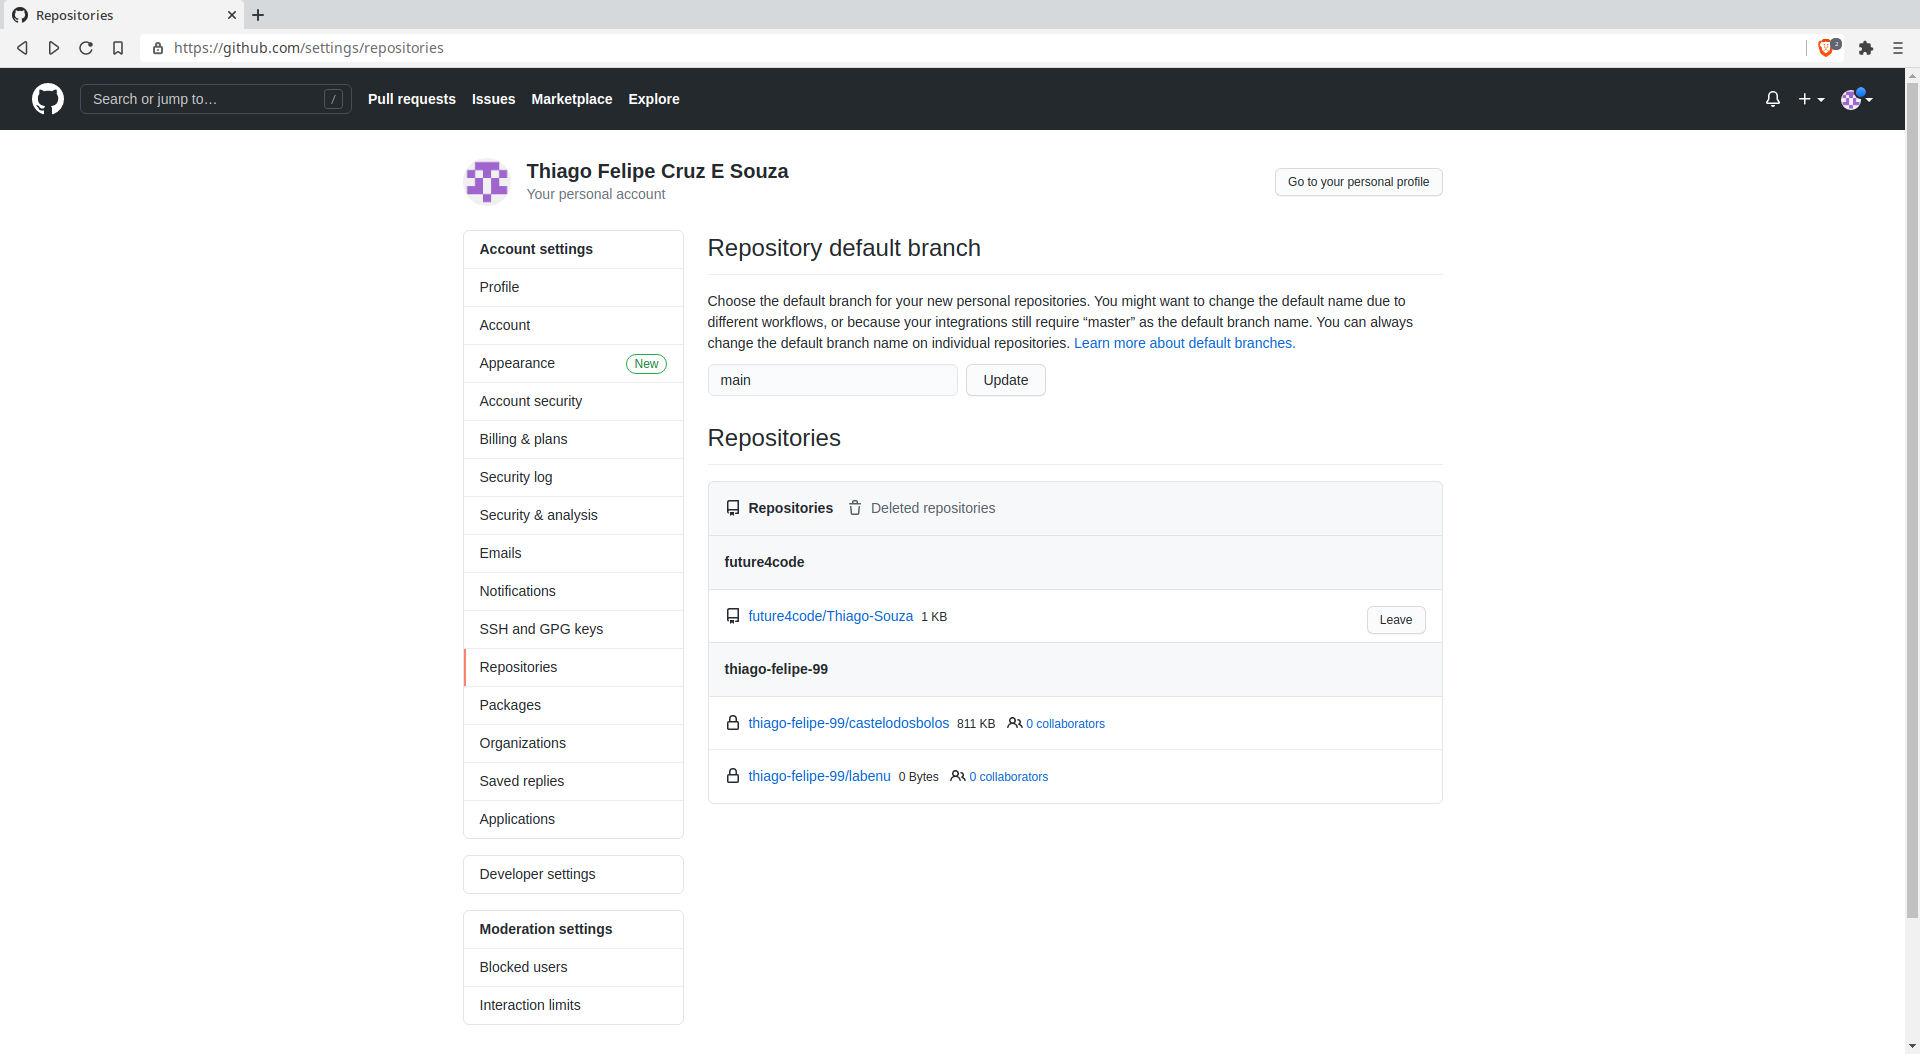 Repositories
https://github.com/settings/repositories
2
Search or jump to…
/
Pull requests
Issues
Marketplace
Explore
Thiago Felipe Cruz E Souza
Your personal account
Go to your personal profile
Account settings
Profile
Account
Appearance
New
Account security
Billing & plans
Security log
Security & analysis
Emails
Notifications
SSH and GPG keys
Repositories
Packages
Organizations
Saved replies
Applications
Developer settings
Moderation settings
Blocked users
Interaction limits
Repository default branch
Choose the default branch for your new personal repositories. You might want to change the default name due to
different workflows, or because your integrations still require “master” as the default branch name. You can always
change the default branch name on individual repositories. Learn more about default branches.
main
Update
Repositories
Repositories
Deleted repositories
future4code
future4code/Thiago-Souza 1 KB
Leave
thiago-felipe-99
thiago-felipe-99/castelodosbolos 811 KB 0 collaborators
thiago-felipe-99/labenu 0 Bytes 0 collaborators